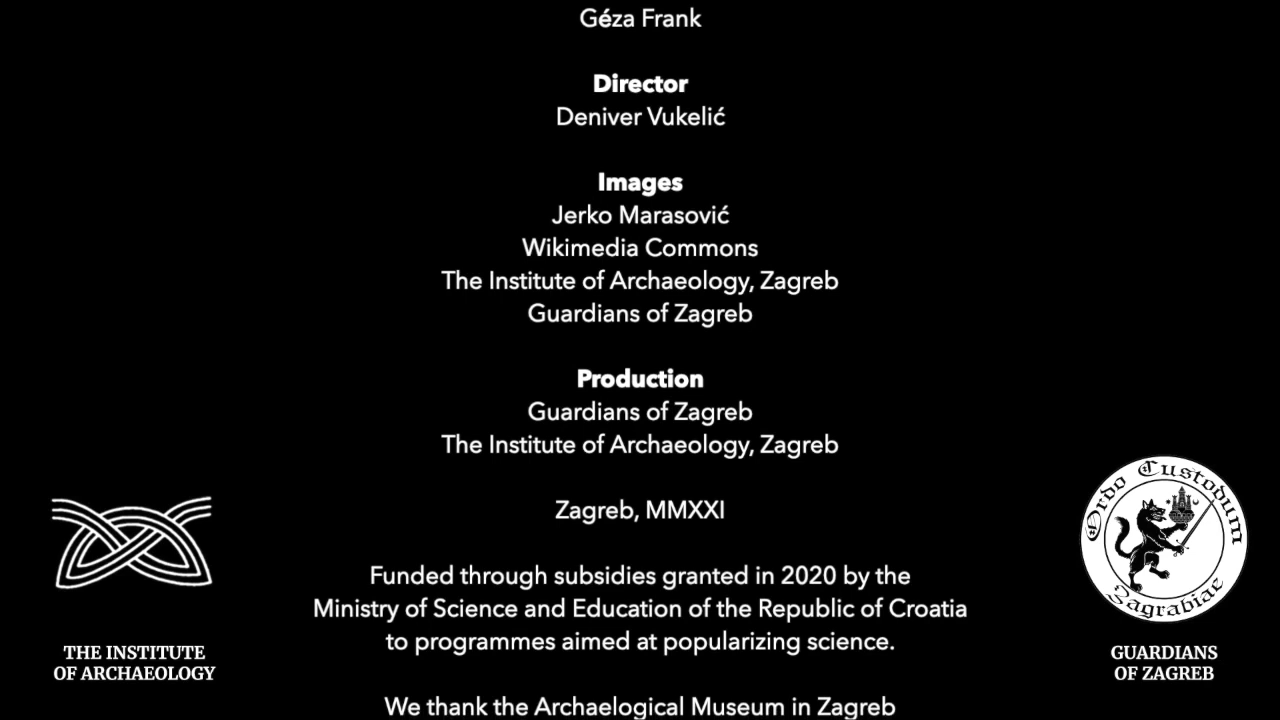 Géza Frank
Director
Deniver Vukelić
Images
Jerko Marasović
Wikimedia Commons
The Institute of Archaeology, Zagreb
Guardians of Zagreb
Production
Guardians of Zagreb
The Institute of Archaeology, Zagreb
Zagreb, MMXXI
Funded through subsidies granted in 2020 by the
Ministry of Science and Education of the Republic of Croatia
to programmes aimed at popularizing science.
We thank the Archaelogical Museum in Zagreb
THE INSTITUTE
OF ARCHAEOLOGY
Ordo Custodum
Zagrabiae
GUARDIANS
OF ZAGREB